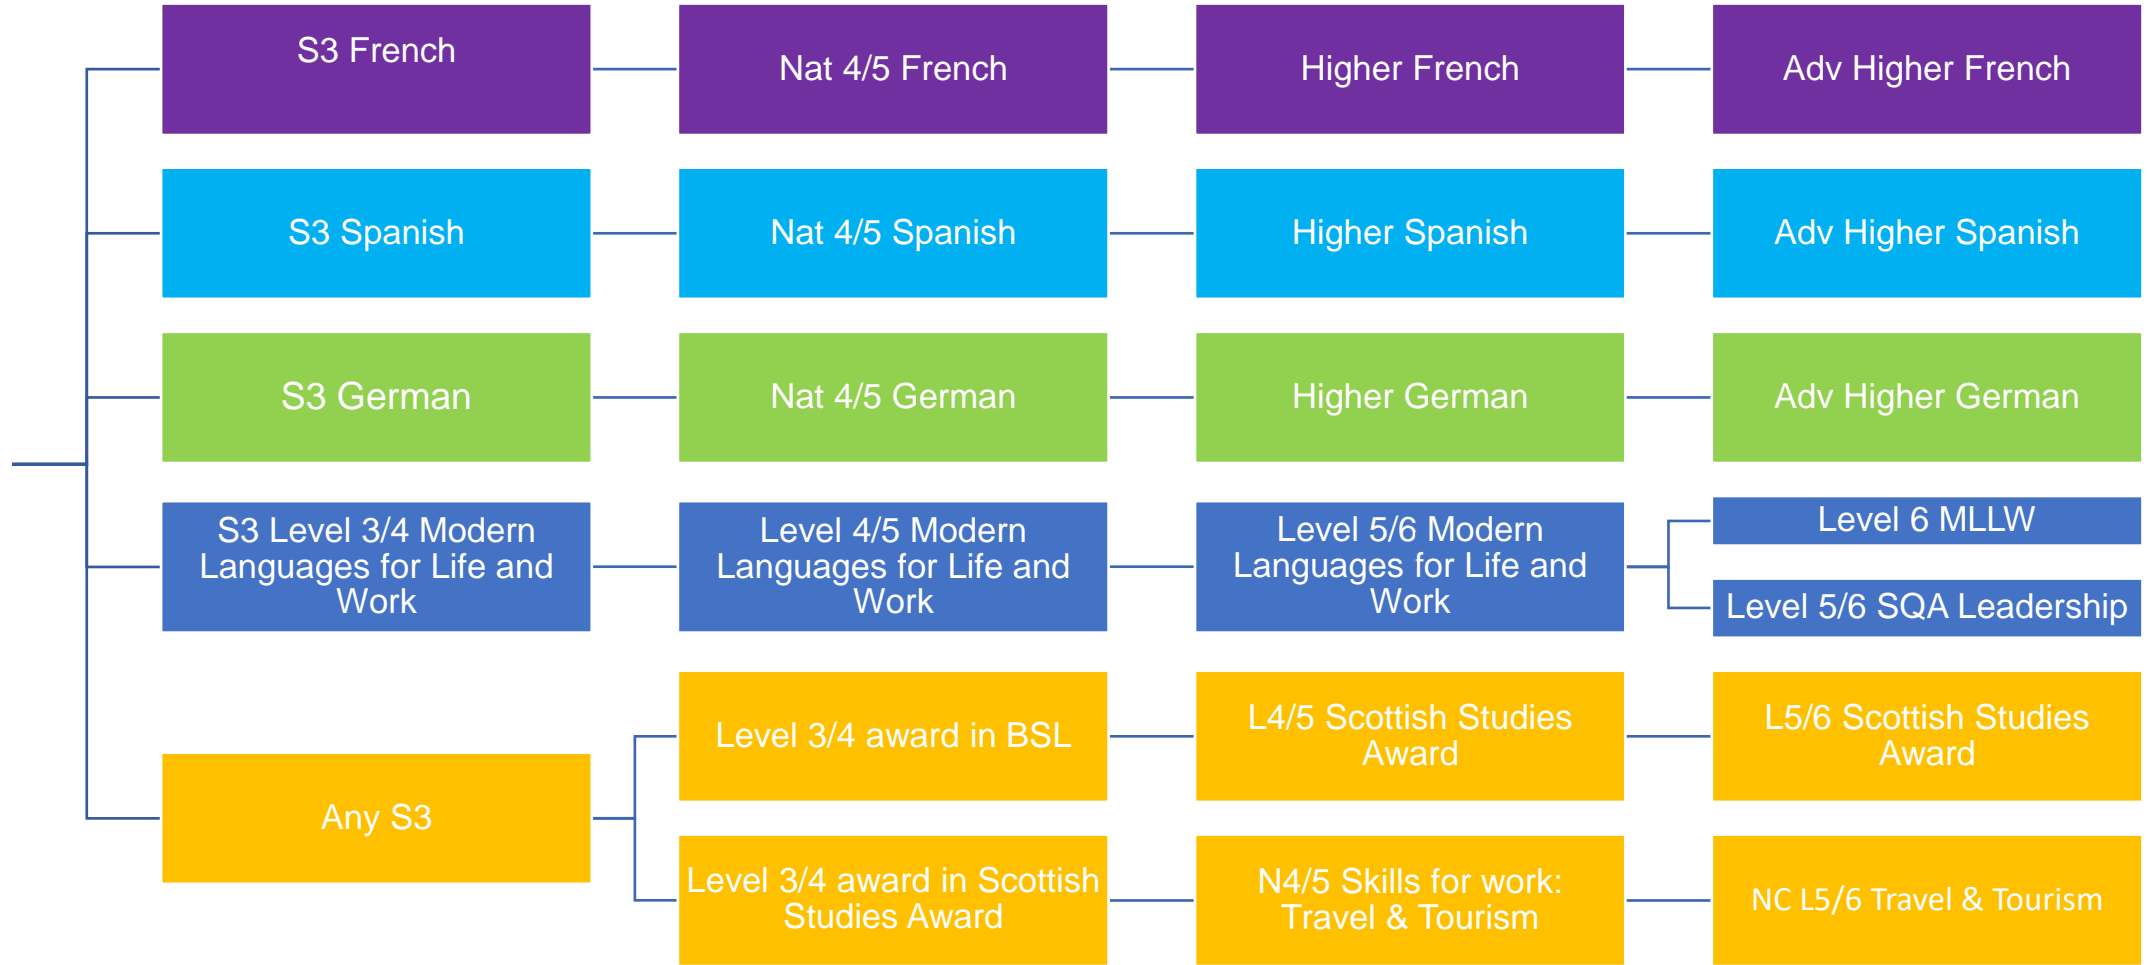 S3 French
Nat 4/5 French
Higher French
Adv Higher French
S3 Spanish
Nat 4/5 Spanish
Higher Spanish
Adv Higher Spanish
S3 German
Nat 4/5 German
Higher German
Adv Higher German
S3 Level 3/4 Modern
Languages for Life and
Work
Level 4/5 Modern
Languages for Life and
Work
Level 5/6 Modern
Languages for Life and
Work
Level 6 MLLW
Level 5/6 SQA Leadership
Any S3
Level 3/4 award in BSL
L4/5 Scottish Studies
Award
L5/6 Scottish Studies
Award
Level 3/4 award in Scottish
Studies Award
N4/5 Skills for work:
Travel & Tourism
NC L5/6 Travel & Tourism